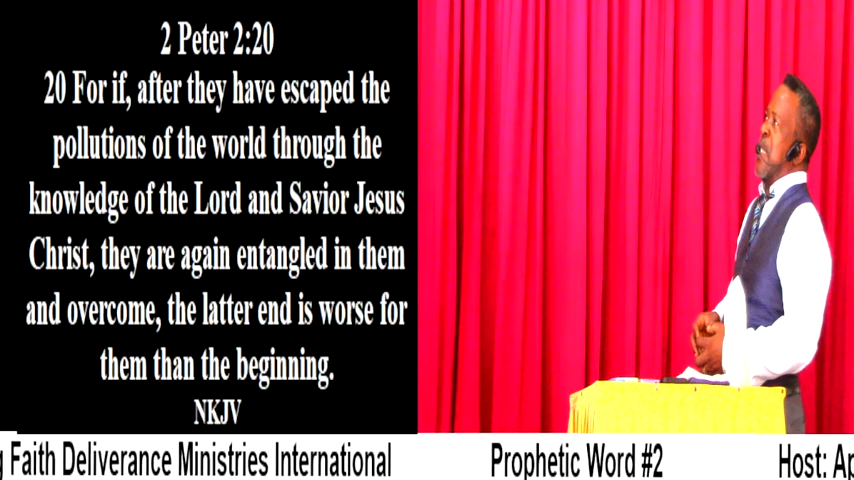 2 Peter 2:20
20 For if, after they have escaped the
pollutions of the world through the
knowledge of the Lord and Savior Jesus
Christ, they are again entangled in them
and overcome, the latter end is worse for
them than the beginning.
NKJV
Faith Deliverance Ministries International Prophetic Word #2 Host: